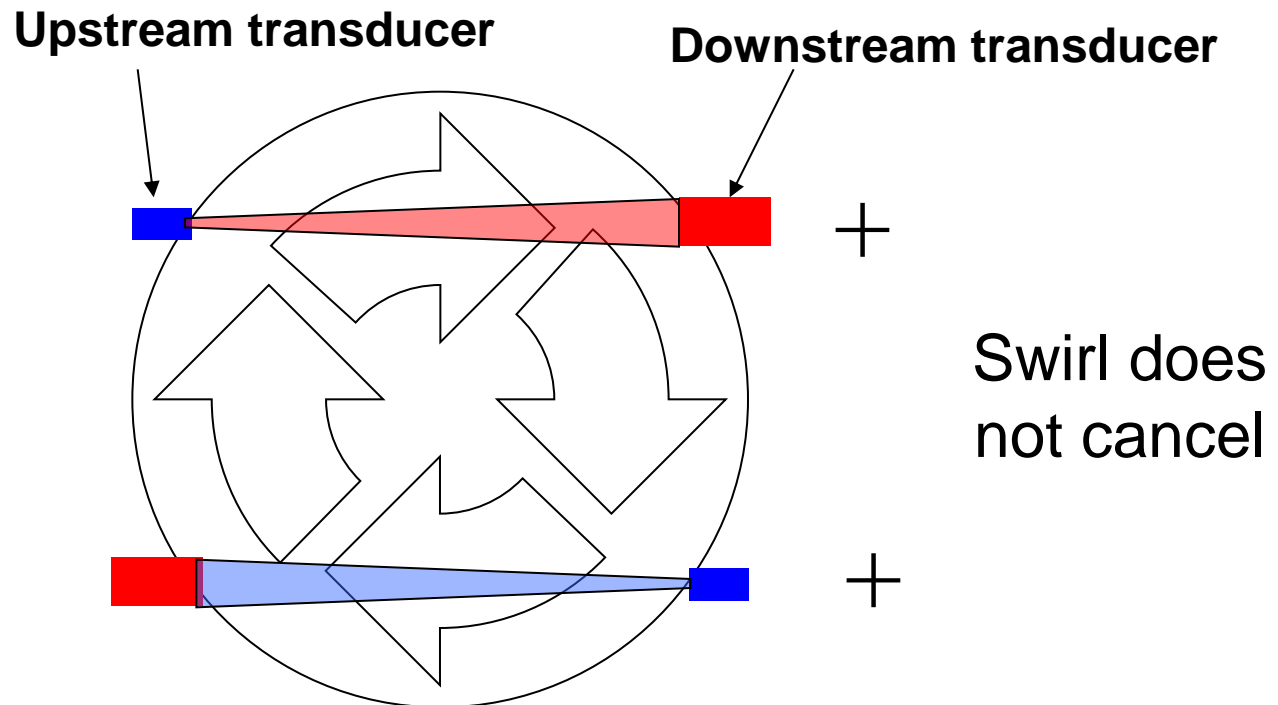 Upstream transducer
Downstream transducer
+
Swirl does
not cancel
+